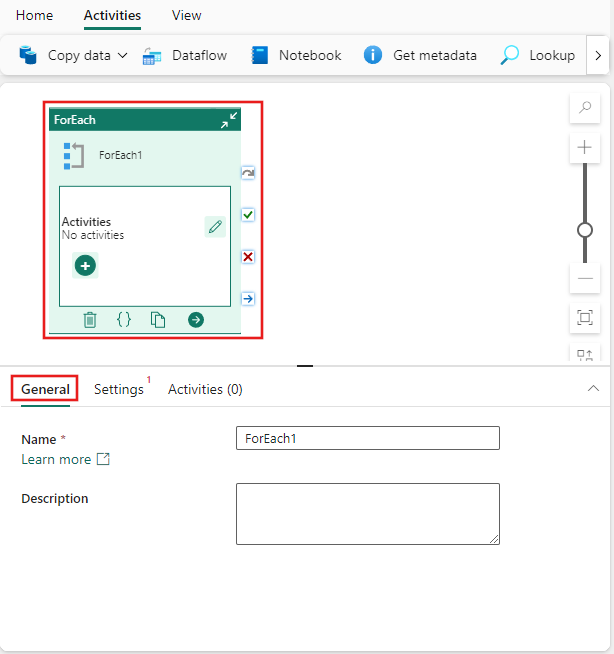 Home Activities View
Copy data Dataflow Notebook Get metadata Lookup
ForEach
ForEach1
Activities
No activities
General Settings 1 Activities (0)
Name * ForEach1
Learn more
Description